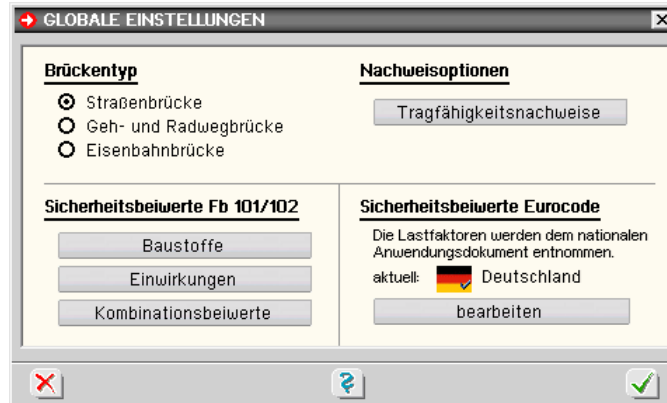 GLOBALE EINSTELLUNGEN
Brückentyp
Straßenbrücke
Geh- und Radwegbrücke
Eisenbahnbrücke
Nachweisoptionen
Tragfähigkeitsnachweise
Sicherheitsbeiwerte Fb 101/102
Baustoffe
Einwirkungen
Kombinationsbeiwerte
Sicherheitsbeiwerte Eurocode
Die Lastfaktoren werden dem nationalen
Anwendungsdokument entnommen.
aktuell: Deutschland
bearbeiten